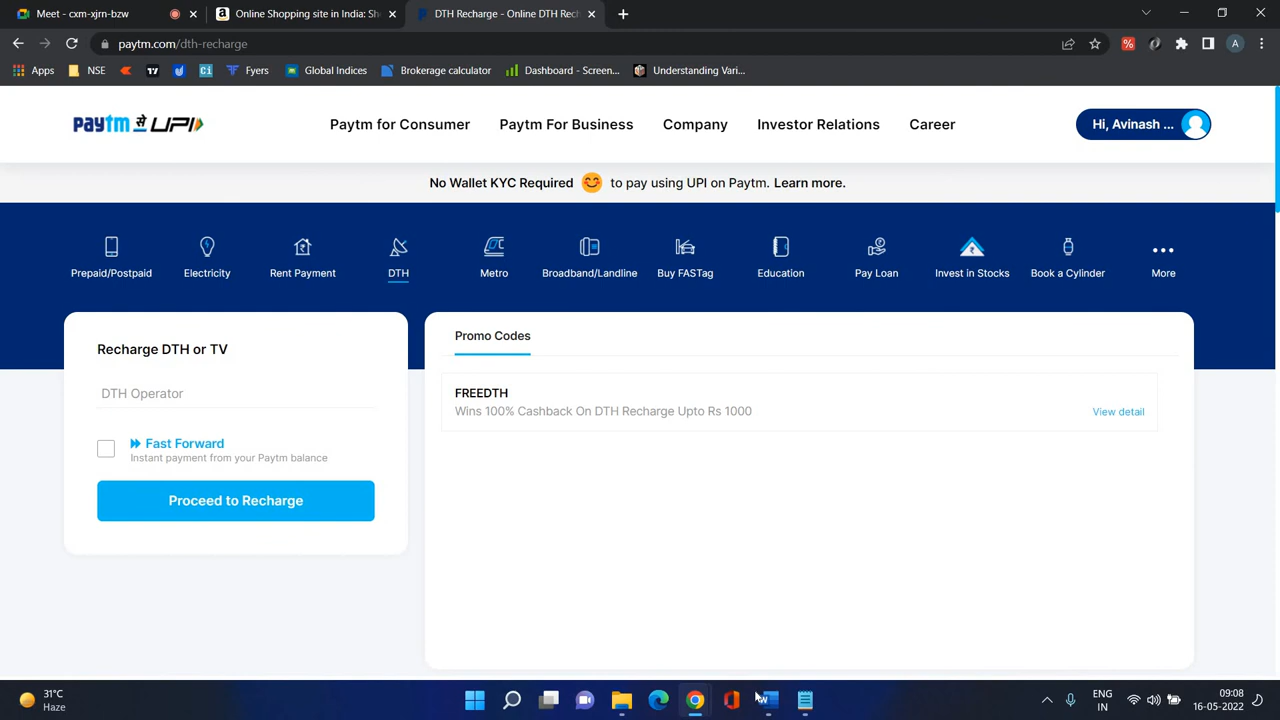 Meet - cxm-xjrn-bzw
Online Shopping site in India: Sh
DTH Recharge - Online DTH Rec
paytm.com/dth-recharge
A
Apps
NSE
Ci
Fyers
Global Indices
Brokerage calculator
Dashboard - Screen...
Understanding Vari...
paytm से UPI
Paytm for Consumer
Paytm For Business
Company
Investor Relations
Career
Hi, Avinash ...
No Wallet KYC Required to pay using UPI on Paytm. Learn more.
Prepaid/Postpaid
Electricity
Rent Payment
DTH
Metro
Broadband/Landline
Buy FASTag
Education
Pay Loan
Invest in Stocks
Book a Cylinder
More
Recharge DTH or TV
DTH Operator
Fast Forward
Instant payment from your Paytm balance
Proceed to Recharge
Promo Codes
FREEDTH
Wins 100% Cashback On DTH Recharge Upto Rs 1000
View detail
31°C
Haze
ENG
IN
09:08
16-05-2022